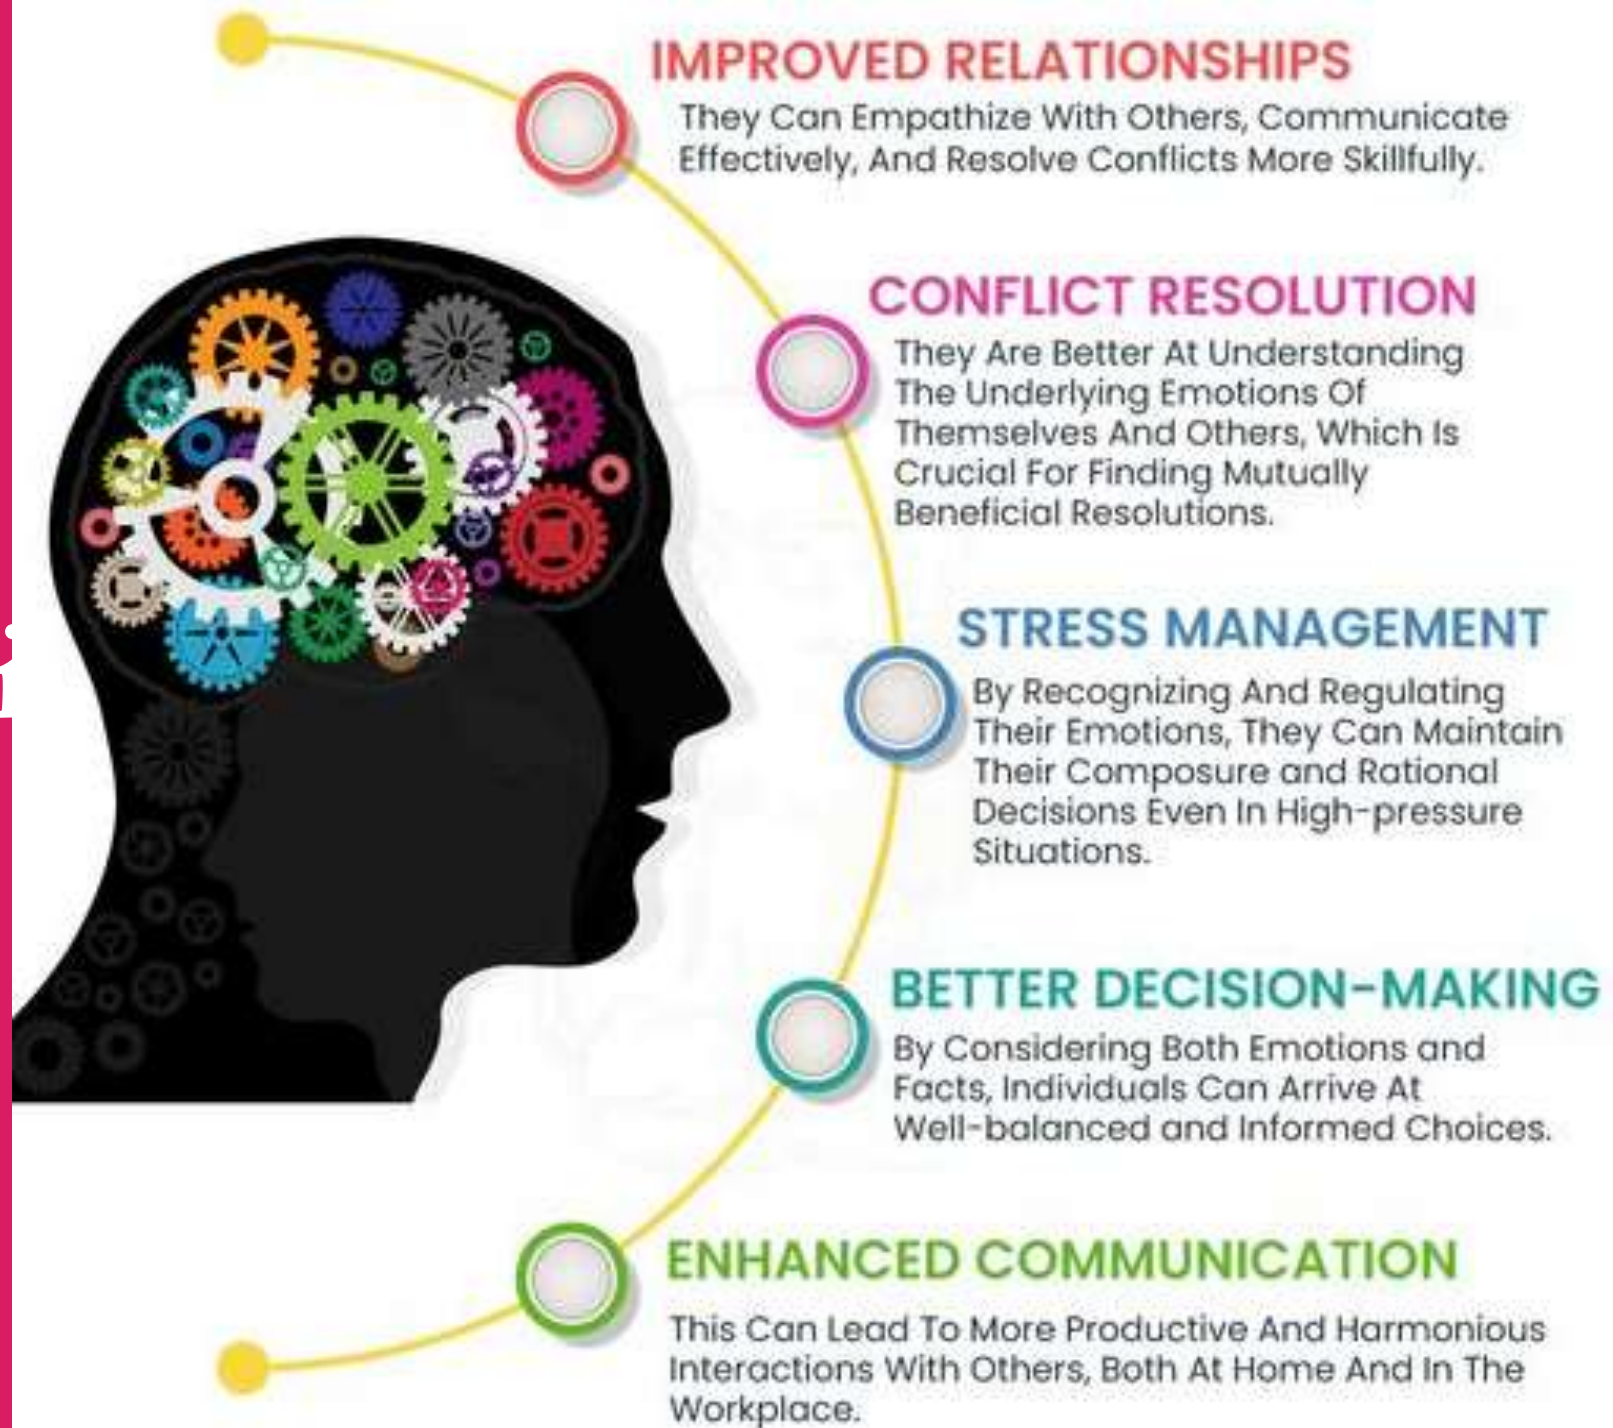 IMPROVED RELATIONSHIPS
They Can Empathize With Others, Communicate
Effectively, And Resolve Conflicts More Skillfully.
CONFLICT RESOLUTION
They Are Better At Understanding
The Underlying Emotions Of
Themselves And Others, Which Is
Crucial For Finding Mutually
Beneficial Resolutions.
STRESS MANAGEMENT
By Recognizing And Regulating
Their Emotions, They Can Maintain
Their Composure and Rational
Decisions Even In High-pressure
Situations.
BETTER DECISION-MAKING
By Considering Both Emotions and
Facts, Individuals Can Arrive At
Well-balanced and Informed Choices.
ENHANCED COMMUNICATION
This Can Lead To More Productive And Harmonious
Interactions With Others, Both At Home And In The
Workplace.